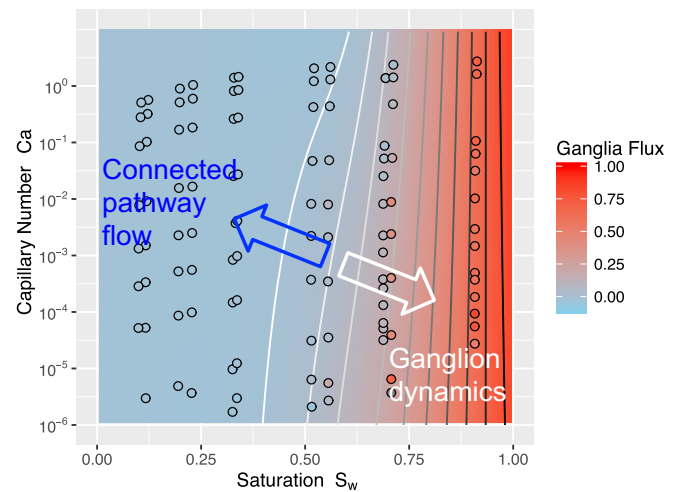 10⁰
10⁻¹
10⁻²
10⁻³
10⁻⁴
10⁻⁵
10⁻⁶
Capillary Number Ca
Connected
pathway
flow
Ganglion
dynamics
0.00
0.25
0.50
0.75
1.00
Saturation S_w
Ganglia Flux
1.00
0.75
0.50
0.25
0.00